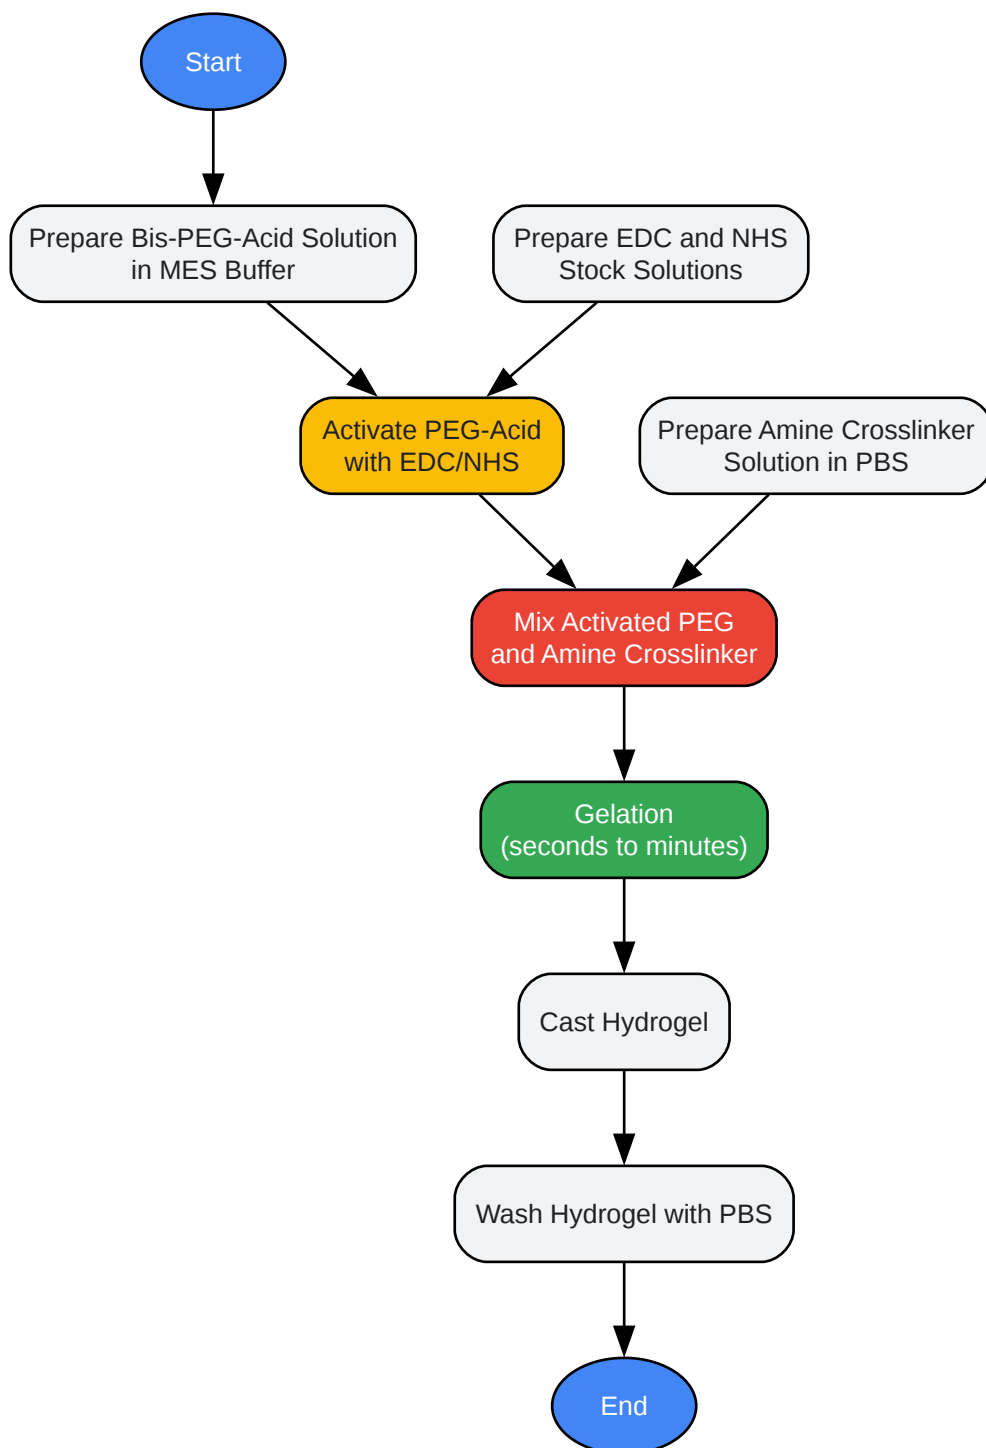 Start
Prepare Bis-PEG-Acid Solution
in MES Buffer
Prepare EDC and NHS
Stock Solutions
Activate PEG-Acid
with EDC/NHS
Prepare Amine Crosslinker
Solution in PBS
Mix Activated PEG
and Amine Crosslinker
Gelation
(seconds to minutes)
Cast Hydrogel
Wash Hydrogel with PBS
End